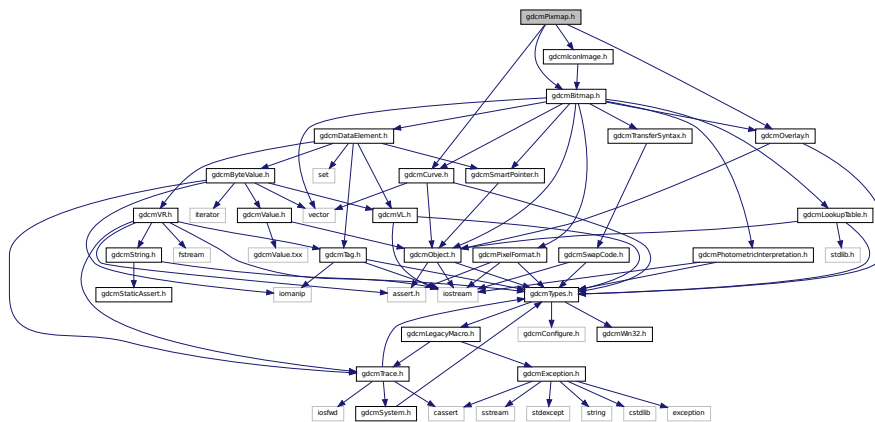 gdcmPixmap.h
gdcmIconImage.h
gdcmBitmap.h
gdcmDataElement.h
gdcmTransferSyntax.h
gdcmOverlay.h
gdcmByteValue.h
set
gdcmCurve.h
gdcmSmartPointer.h
gdcmVR.h
iterator
gdcmValue.h
vector
gdcmVL.h
gdcmLookupTable.h
gdcmString.h
fstream
gdcmValue.txx
gdcmTag.h
gdcmObject.h
gdcmPixelFormat.h
gdcmSwapCode.h
gdcmPhotometricInterpretation.h
stdlib.h
gdcmStaticAssert.h
iomanip
assert.h
iostream
gdcmTypes.h
gdcmLegacyMacro.h
gdcmConfigure.h
gdcmWin32.h
gdcmTrace.h
gdcmException.h
iosfwd
gdcmSystem.h
cassert
sstream
stdexcept
string
cstdlib
exception